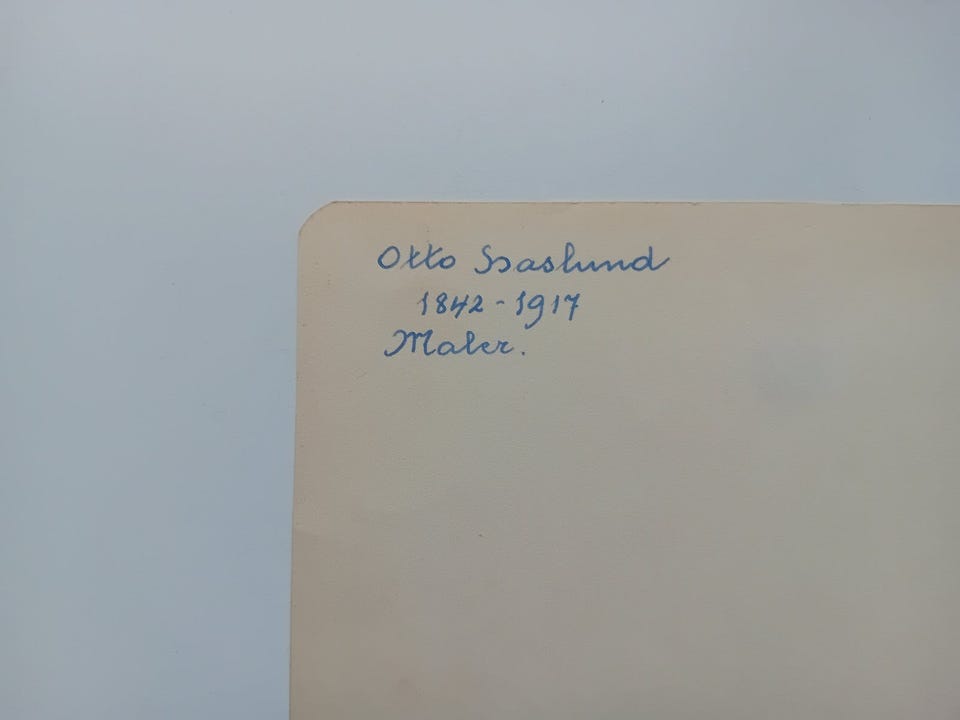 Otto Haslund
1842-1917
Maler.